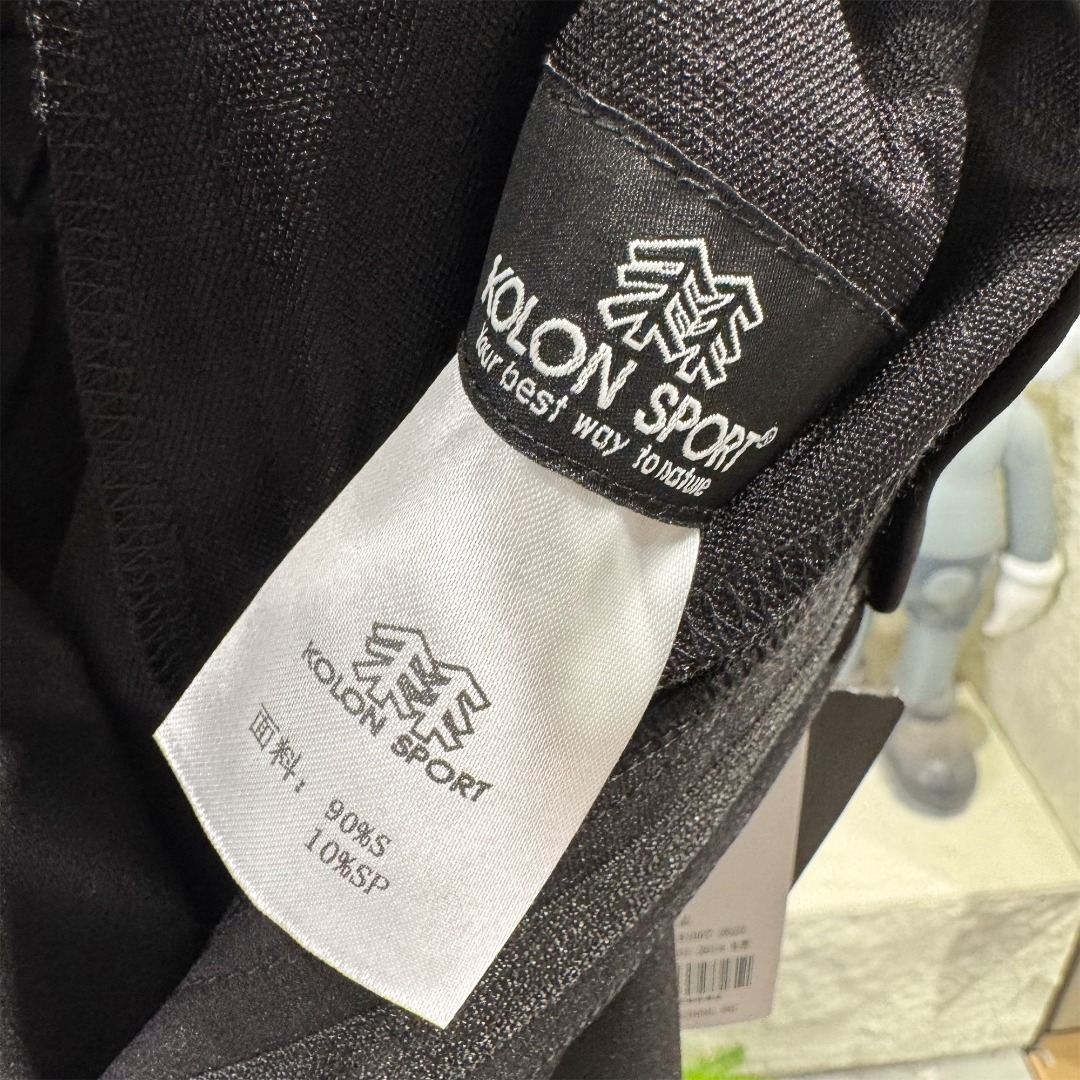 KOLON SPORT®
Your best way to nature
KOLON SPORT
面料:
90%S
10%SP